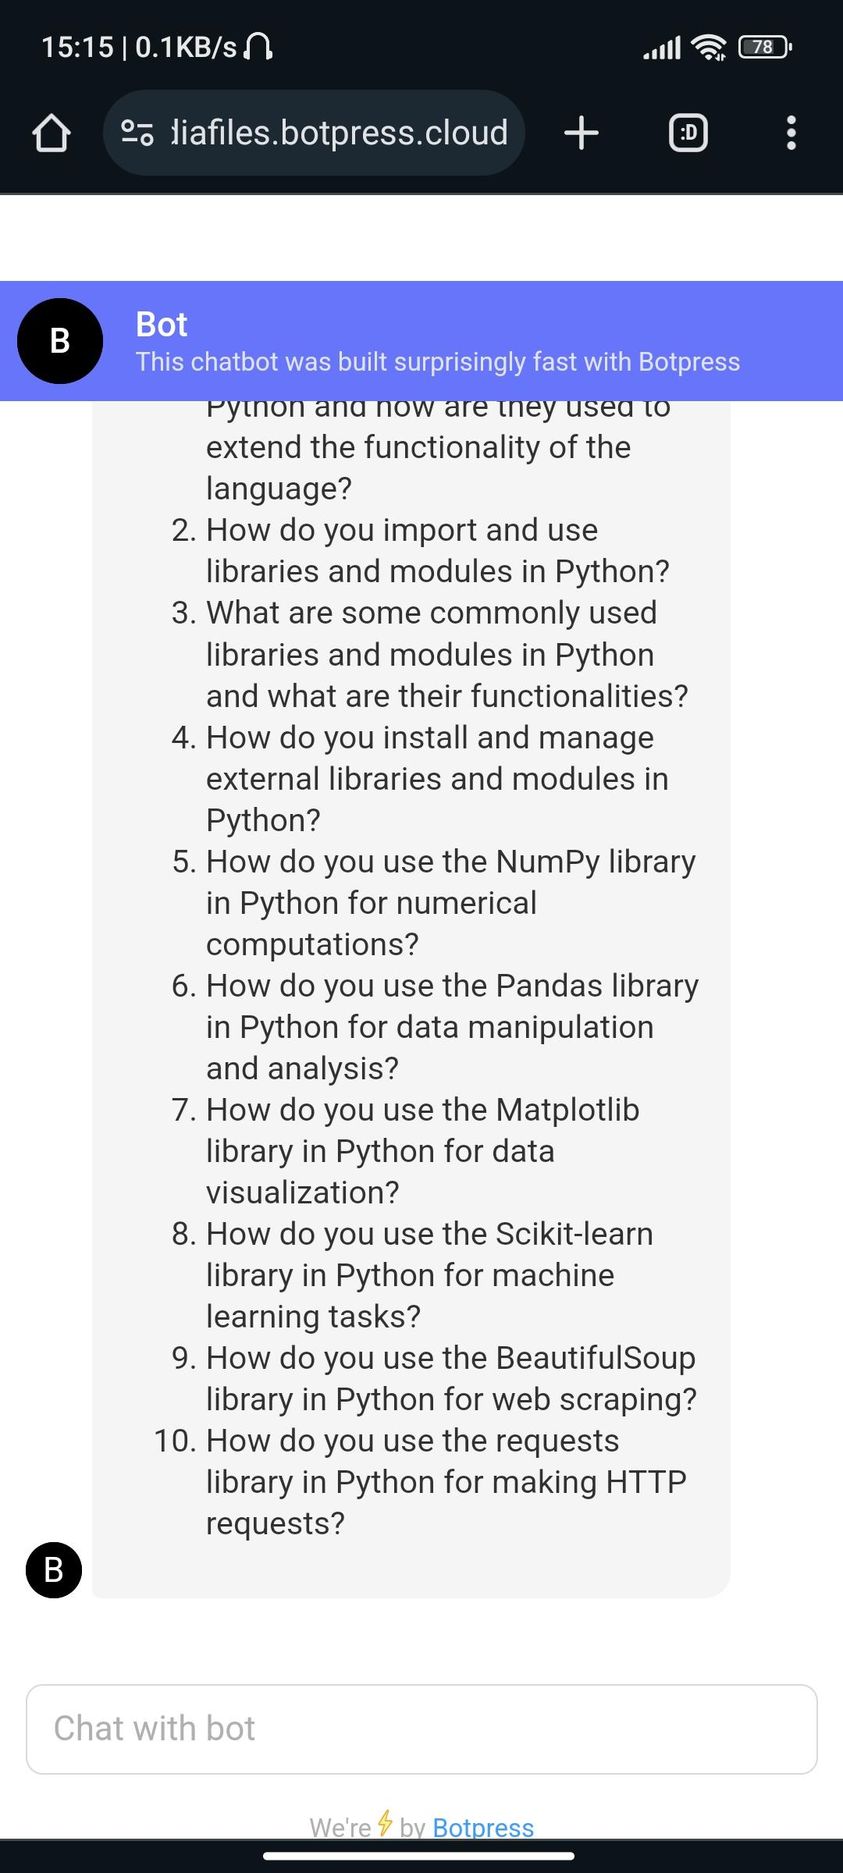 15:15 | 0.1KB/s
78
diafiles.botpress.cloud
:D
B
Bot
This chatbot was built surprisingly fast with Botpress
Python and how are they used to
extend the functionality of the
language?
2. How do you import and use
libraries and modules in Python?
3. What are some commonly used
libraries and modules in Python
and what are their functionalities?
4. How do you install and manage
external libraries and modules in
Python?
5. How do you use the NumPy library
in Python for numerical
computations?
6. How do you use the Pandas library
in Python for data manipulation
and analysis?
7. How do you use the Matplotlib
library in Python for data
visualization?
8. How do you use the Scikit-learn
library in Python for machine
learning tasks?
9. How do you use the BeautifulSoup
library in Python for web scraping?
10. How do you use the requests
library in Python for making HTTP
requests?
B
Chat with bot
We're ⚡ by Botpress